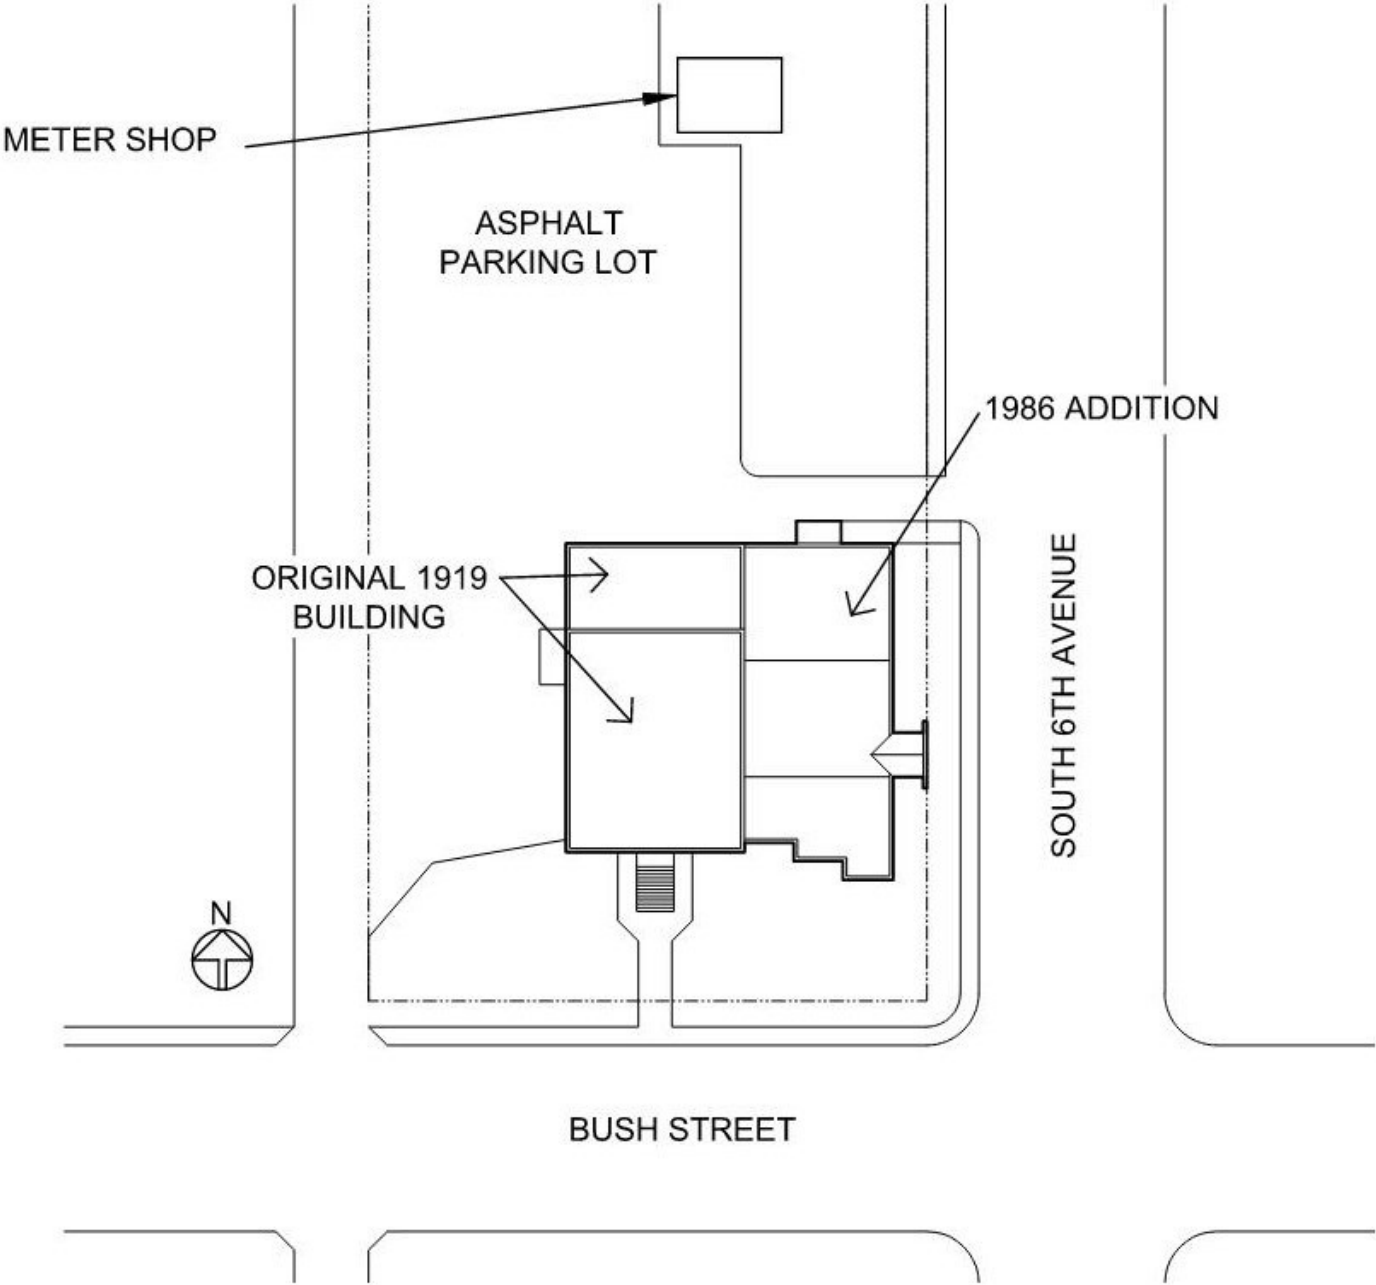 METER SHOP
ASPHALT
PARKING LOT
1986 ADDITION
ORIGINAL 1919
BUILDING
SOUTH 6TH AVENUE
N
BUSH STREET